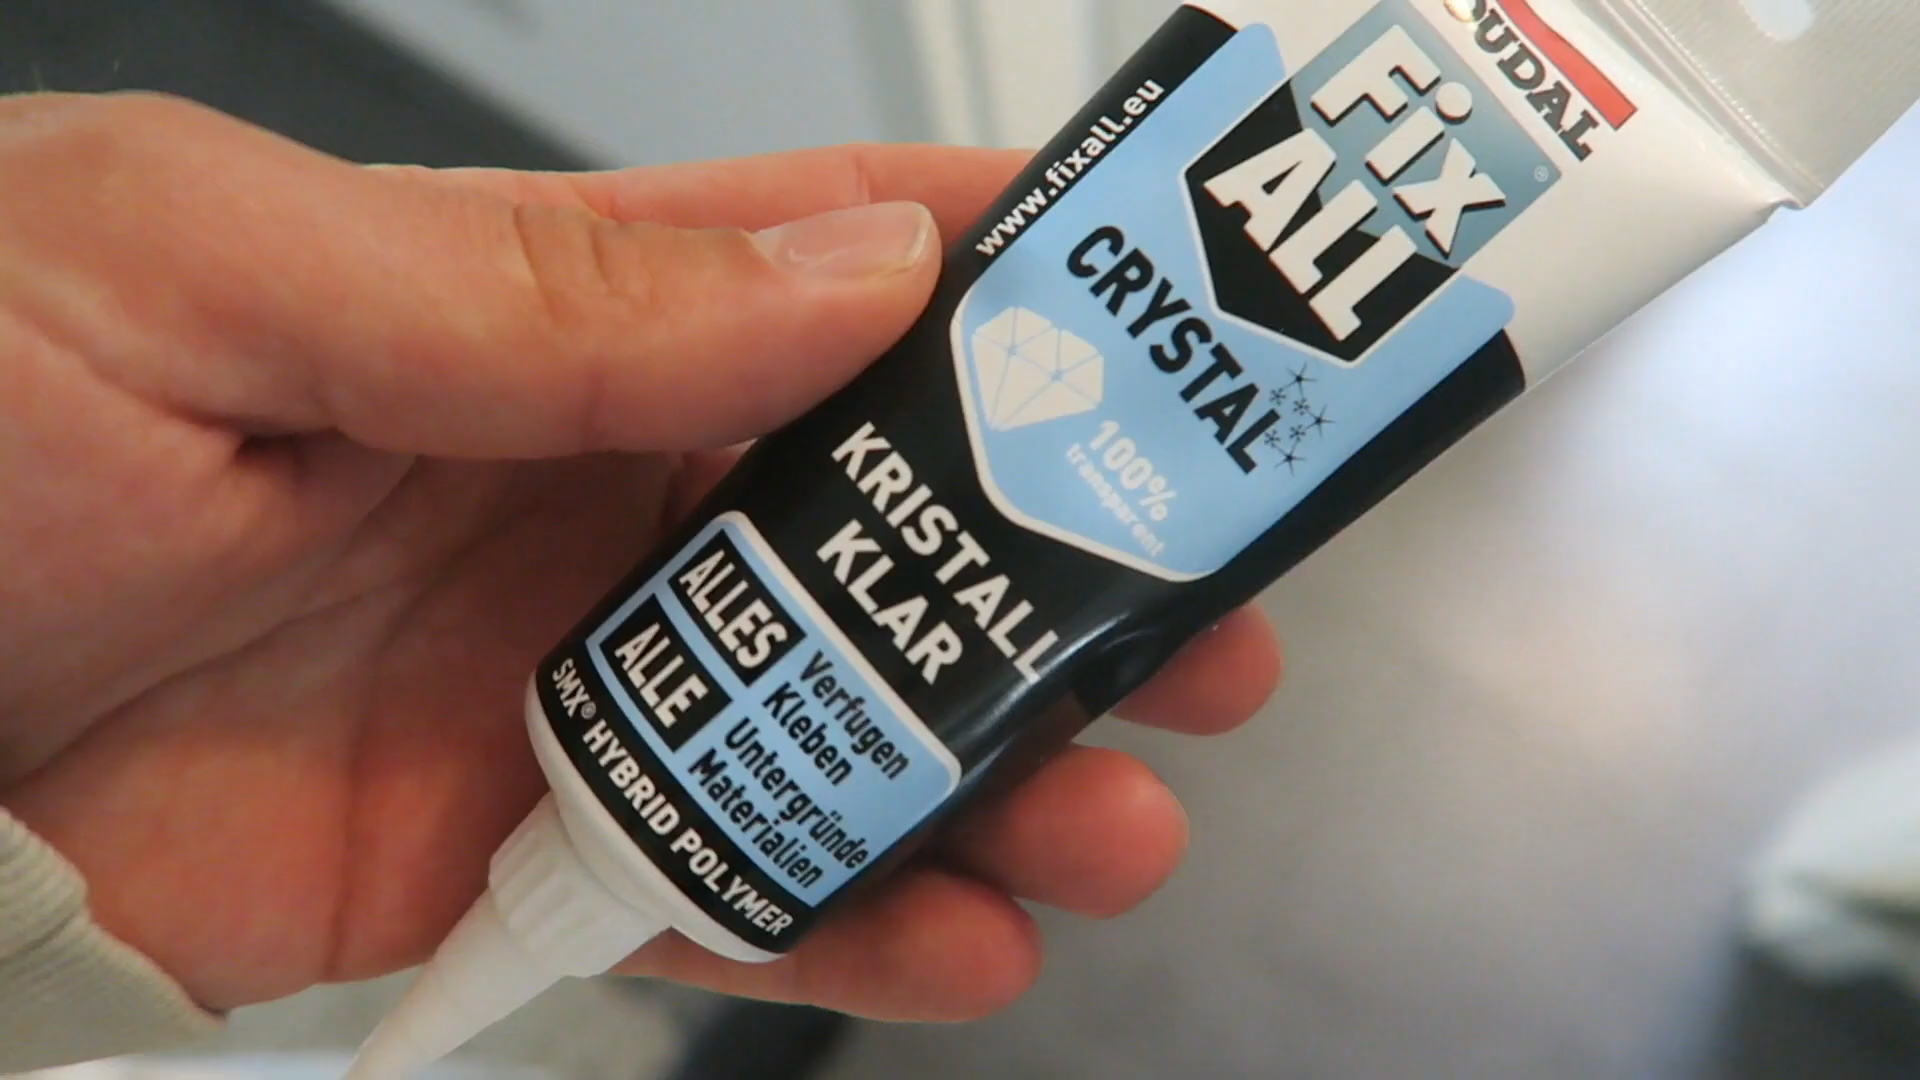 OUDAL
FiX
ALL
®
www.fixall.eu
CRYSTAL
100%
transparent
KRISTALL
KLAR
ALLES
Verfugen
Kleben
ALLE
Untergründe
Materialien
SMX® HYBRID POLYMER